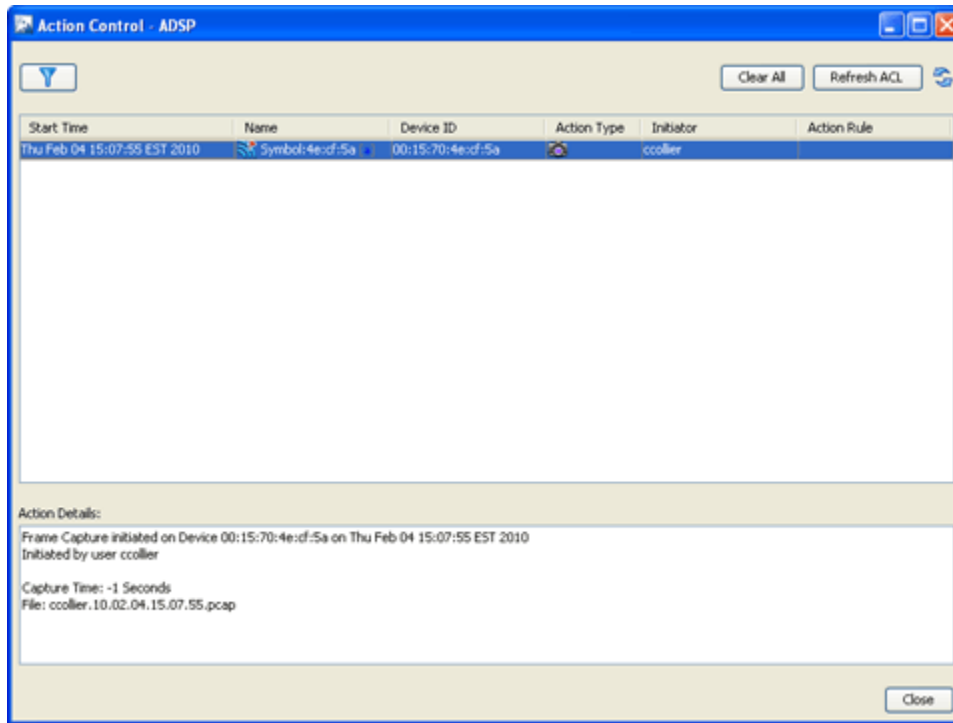 Action Control - ADSP
Clear All Refresh ACL
Start Time Name Device ID Action Type Initiator Action Rule
Thu Feb 04 15:07:55 EST 2010 Symbol:4e:cf:5a 00:15:70:4e:cf:5a ccollier
Action Details:
Frame Capture initiated on Device 00:15:70:4e:cf:5a on Thu Feb 04 15:07:55 EST 2010
Initiated by user ccollier
Capture Time: -1 Seconds
File: ccollier.10.02.04.15.07.55.pcap
Close